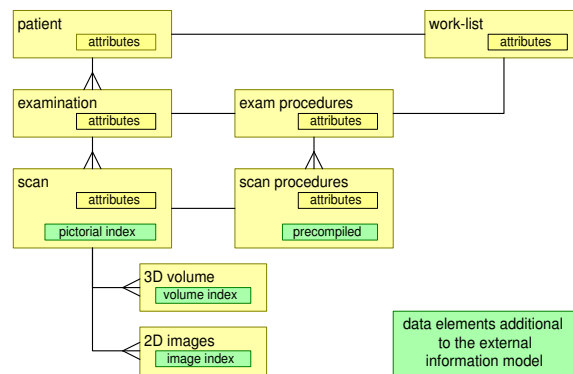 patient
attributes
work-list
attributes
examination
attributes
exam procedures
attributes
scan
attributes
pictorial index
scan procedures
attributes
precompiled
3D volume
volume index
2D images
image index
data elements additional
to the external
information model